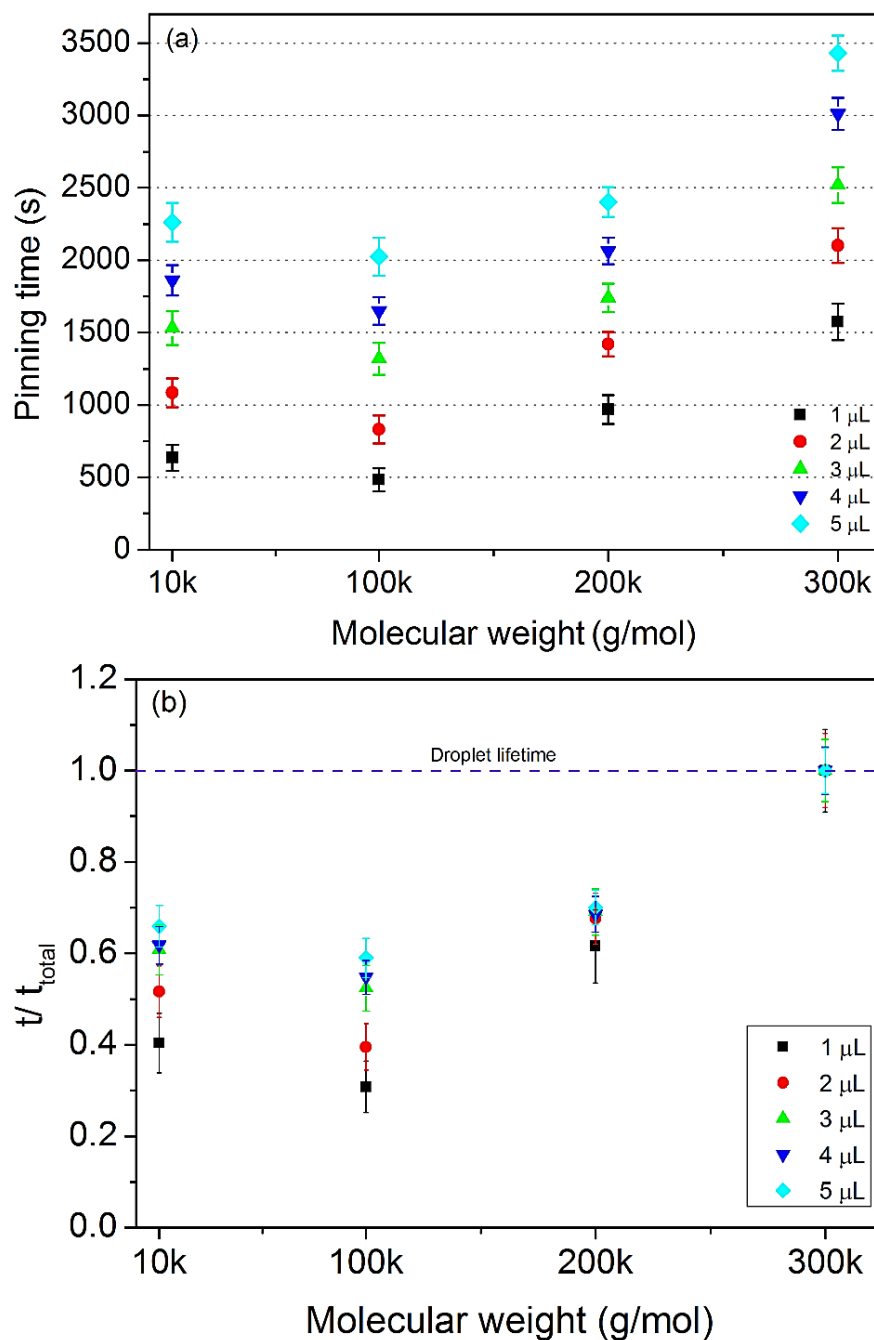 (a)
Pinning time (s)
3500
3000
2500
2000
1500
1000
500
0
1 μL
2 μL
3 μL
4 μL
5 μL
10k 100k 200k 300k
Molecular weight (g/mol)
(b)
t/ t_total
1.2
1.0
0.8
0.6
0.4
0.2
0.0
Droplet lifetime
1 μL
2 μL
3 μL
4 μL
5 μL
10k 100k 200k 300k
Molecular weight (g/mol)